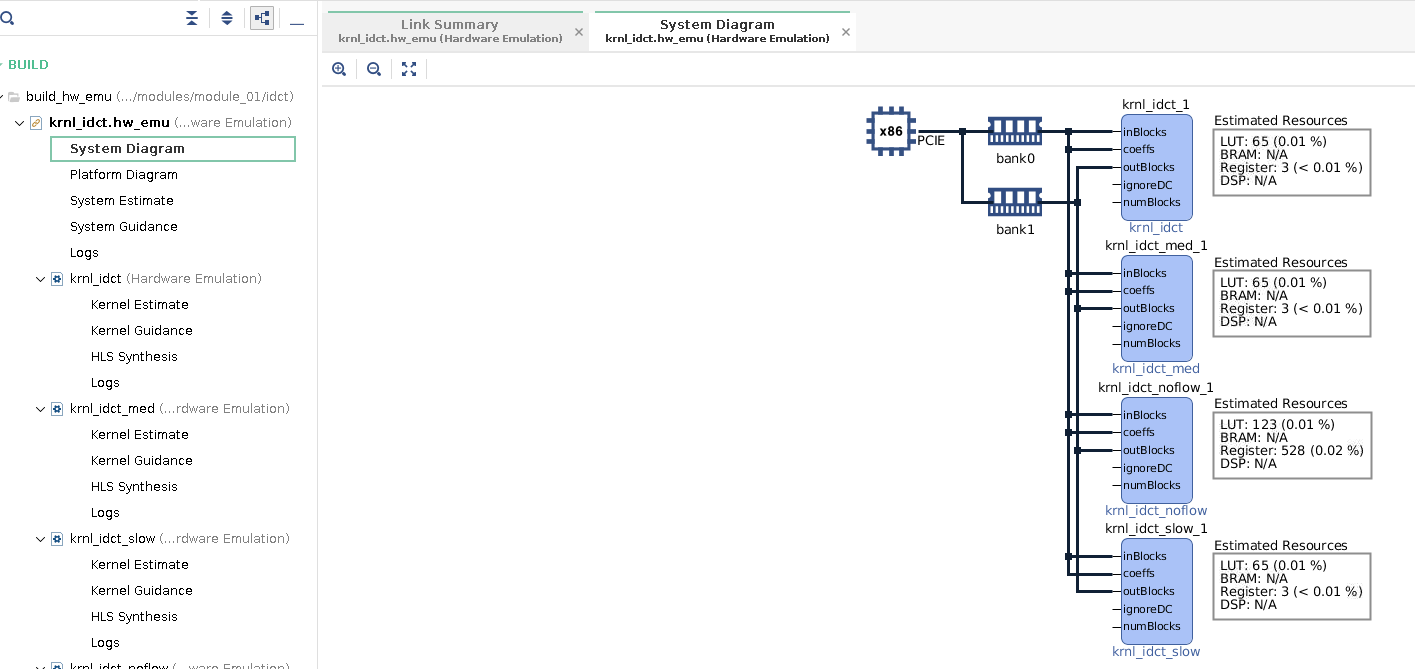 BUILD
build_hw_emu (.../modules/module_01/idct)
krnl_idct.hw_emu (...ware Emulation)
System Diagram
Platform Diagram
System Estimate
System Guidance
Logs
krnl_idct (Hardware Emulation)
Kernel Estimate
Kernel Guidance
HLS Synthesis
Logs
krnl_idct_med (...rdware Emulation)
Kernel Estimate
Kernel Guidance
HLS Synthesis
Logs
krnl_idct_slow (...rdware Emulation)
Kernel Estimate
Kernel Guidance
HLS Synthesis
Logs
krnl_idct_noflow (...ware Emulation)
Link Summary
krnl_idct.hw_emu (Hardware Emulation)
System Diagram
krnl_idct.hw_emu (Hardware Emulation)
x86
PCIE
bank0
bank1
krnl_idct_1
inBlocks
coeffs
outBlocks
ignoreDC
numBlocks
krnl_idct
Estimated Resources
LUT: 65 (0.01 %)
BRAM: N/A
Register: 3 (< 0.01 %)
DSP: N/A
krnl_idct_med_1
inBlocks
coeffs
outBlocks
ignoreDC
numBlocks
krnl_idct_med
Estimated Resources
LUT: 65 (0.01 %)
BRAM: N/A
Register: 3 (< 0.01 %)
DSP: N/A
krnl_idct_noflow_1
inBlocks
coeffs
outBlocks
ignoreDC
numBlocks
krnl_idct_noflow
Estimated Resources
LUT: 123 (0.01 %)
BRAM: N/A
Register: 528 (0.02 %)
DSP: N/A
krnl_idct_slow_1
inBlocks
coeffs
outBlocks
ignoreDC
numBlocks
krnl_idct_slow
Estimated Resources
LUT: 65 (0.01 %)
BRAM: N/A
Register: 3 (< 0.01 %)
DSP: N/A